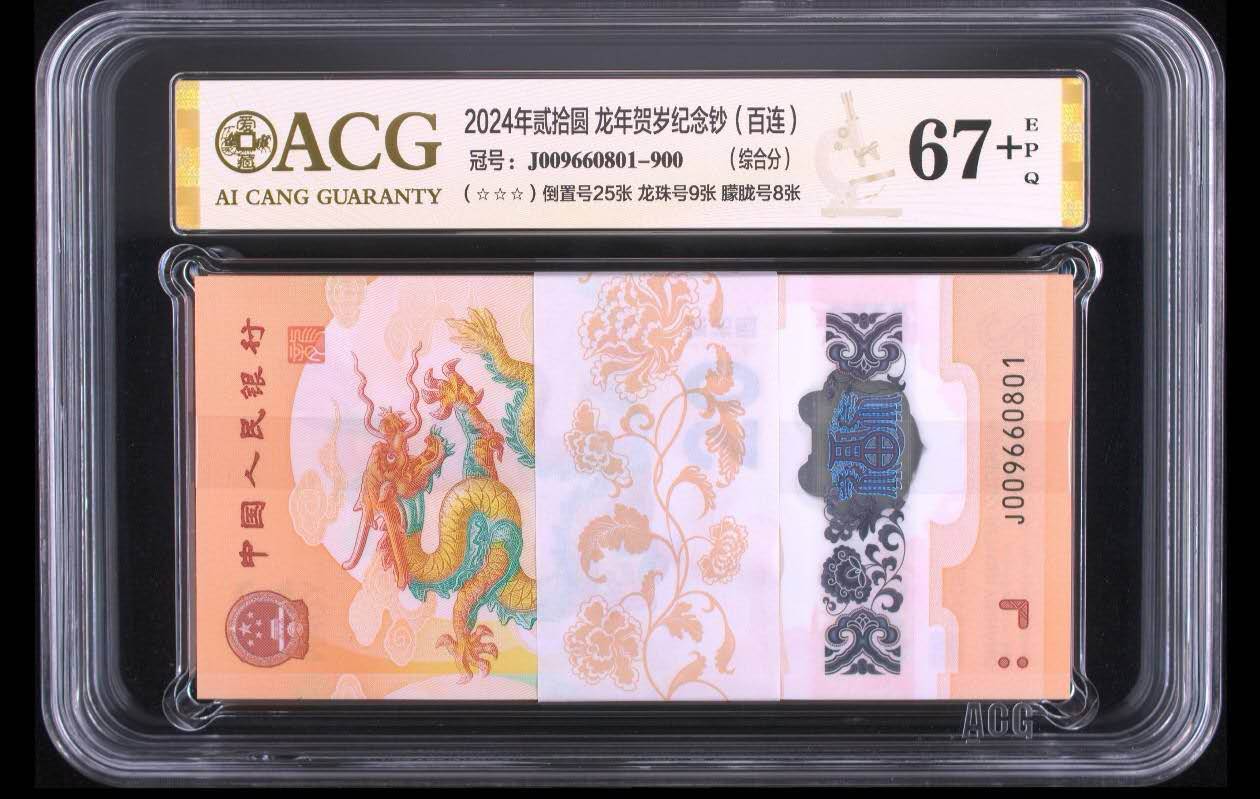 ACG
AI CANG GUARANTY
2024年贰拾圆 龙年贺岁纪念钞（百连）
冠号：J009660801-900 （综合分）
（☆☆☆）倒置号25张 龙珠号9张 朦胧号8张
67+
EPQ
中国人民银行
J009660801
ACG